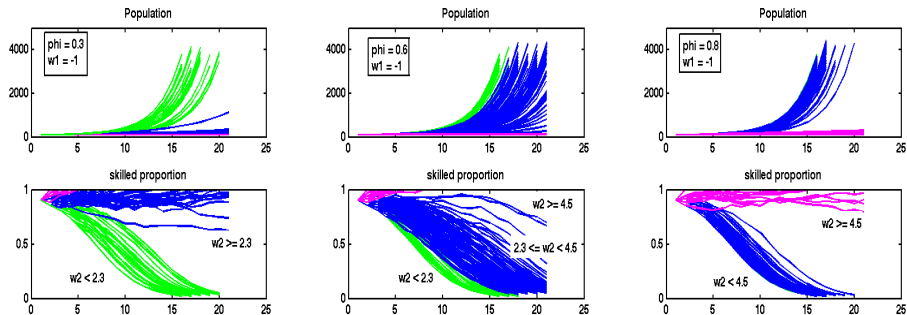 Population
phi = 0.3
w1 = -1
4000
2000
0
0 5 10 15 20 25
Population
phi = 0.6
w1 = -1
4000
2000
0
0 5 10 15 20 25
Population
phi = 0.8
w1 = -1
4000
2000
0
0 5 10 15 20 25
skilled proportion
1
0.5
0
0 5 10 15 20 25
w2 >= 2.3
w2 < 2.3
skilled proportion
1
0.5
0
0 5 10 15 20 25
w2 >= 4.5
2.3 <= w2 < 4.5
w2 < 2.3
skilled proportion
1
0.5
0
0 5 10 15 20 25
w2 >= 4.5
w2 < 4.5